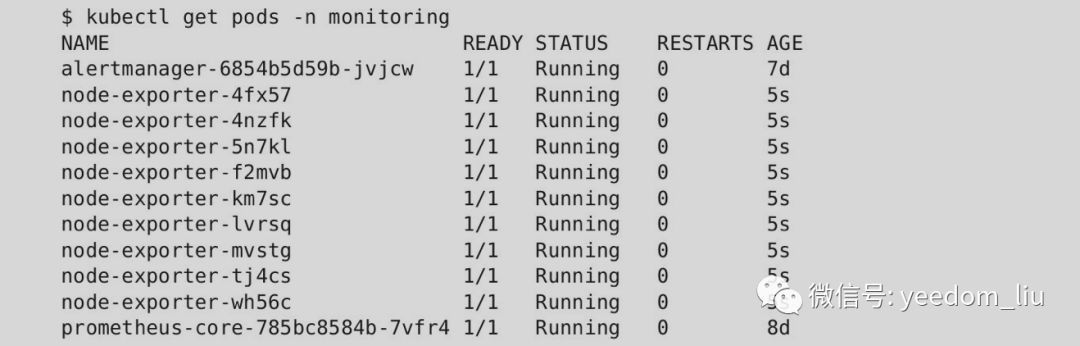 $ kubectl get pods -n monitoring
NAME READY STATUS RESTARTS AGE
alertmanager-6854b5d59b-jvjcw 1/1 Running 0 7d
node-exporter-4fx57 1/1 Running 0 5s
node-exporter-4nzfk 1/1 Running 0 5s
node-exporter-5n7kl 1/1 Running 0 5s
node-exporter-f2mvb 1/1 Running 0 5s
node-exporter-km7sc 1/1 Running 0 5s
node-exporter-lvrsq 1/1 Running 0 5s
node-exporter-mvstg 1/1 Running 0 5s
node-exporter-tj4cs 1/1 Running 0 5s
node-exporter-wh56c 1/1 Running 0
微信号: yeedom_liu
prometheus-core-785bc8584b-7vfr4 1/1 Running 0 8d